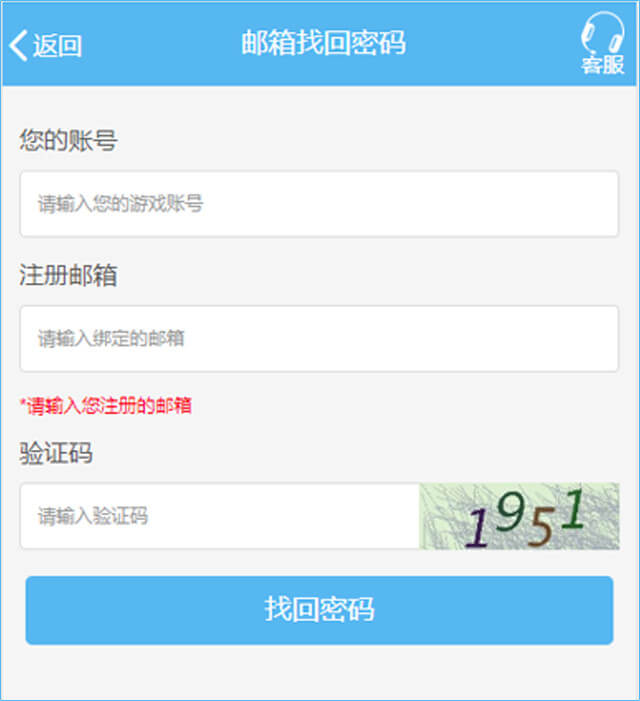 返回
邮箱找回密码
客服
您的账号
请输入您的游戏账号
注册邮箱
请输入绑定的邮箱
*请输入您注册的邮箱
验证码
请输入验证码
1951
找回密码